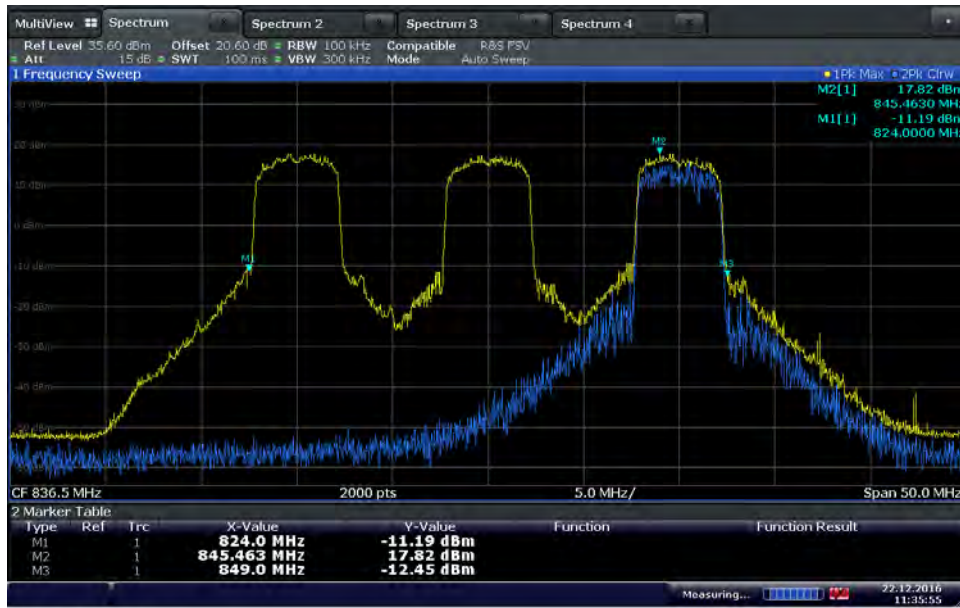 MultiView Spectrum Spectrum 2 Spectrum 3 Spectrum 4
Ref Level 35.60 dBm Offset 20.60 dB RBW 100 kHz Compatible R&S FSV
Att 15 dB SWT 100 ms VBW 300 kHz Mode Auto Sweep
1 Frequency Sweep 1Pk Max 2Pk Clrw
M2[1] 17.82 dBm
845.4630 MHz
M1[1] -11.19 dBm
824.0000 MHz
30 dBm
20 dBm
M2
10 dBm
0 dBm
M1
-10 dBm
M3
-20 dBm
-30 dBm
-40 dBm
CF 836.5 MHz 2000 pts 5.0 MHz/ Span 50.0 MHz
2 Marker Table
Type Ref Trc X-Value Y-Value Function Function Result
M1 1 824.0 MHz -11.19 dBm
M2 1 845.463 MHz 17.82 dBm
M3 1 849.0 MHz -12.45 dBm
Measuring... 22.12.2016
11:35:55